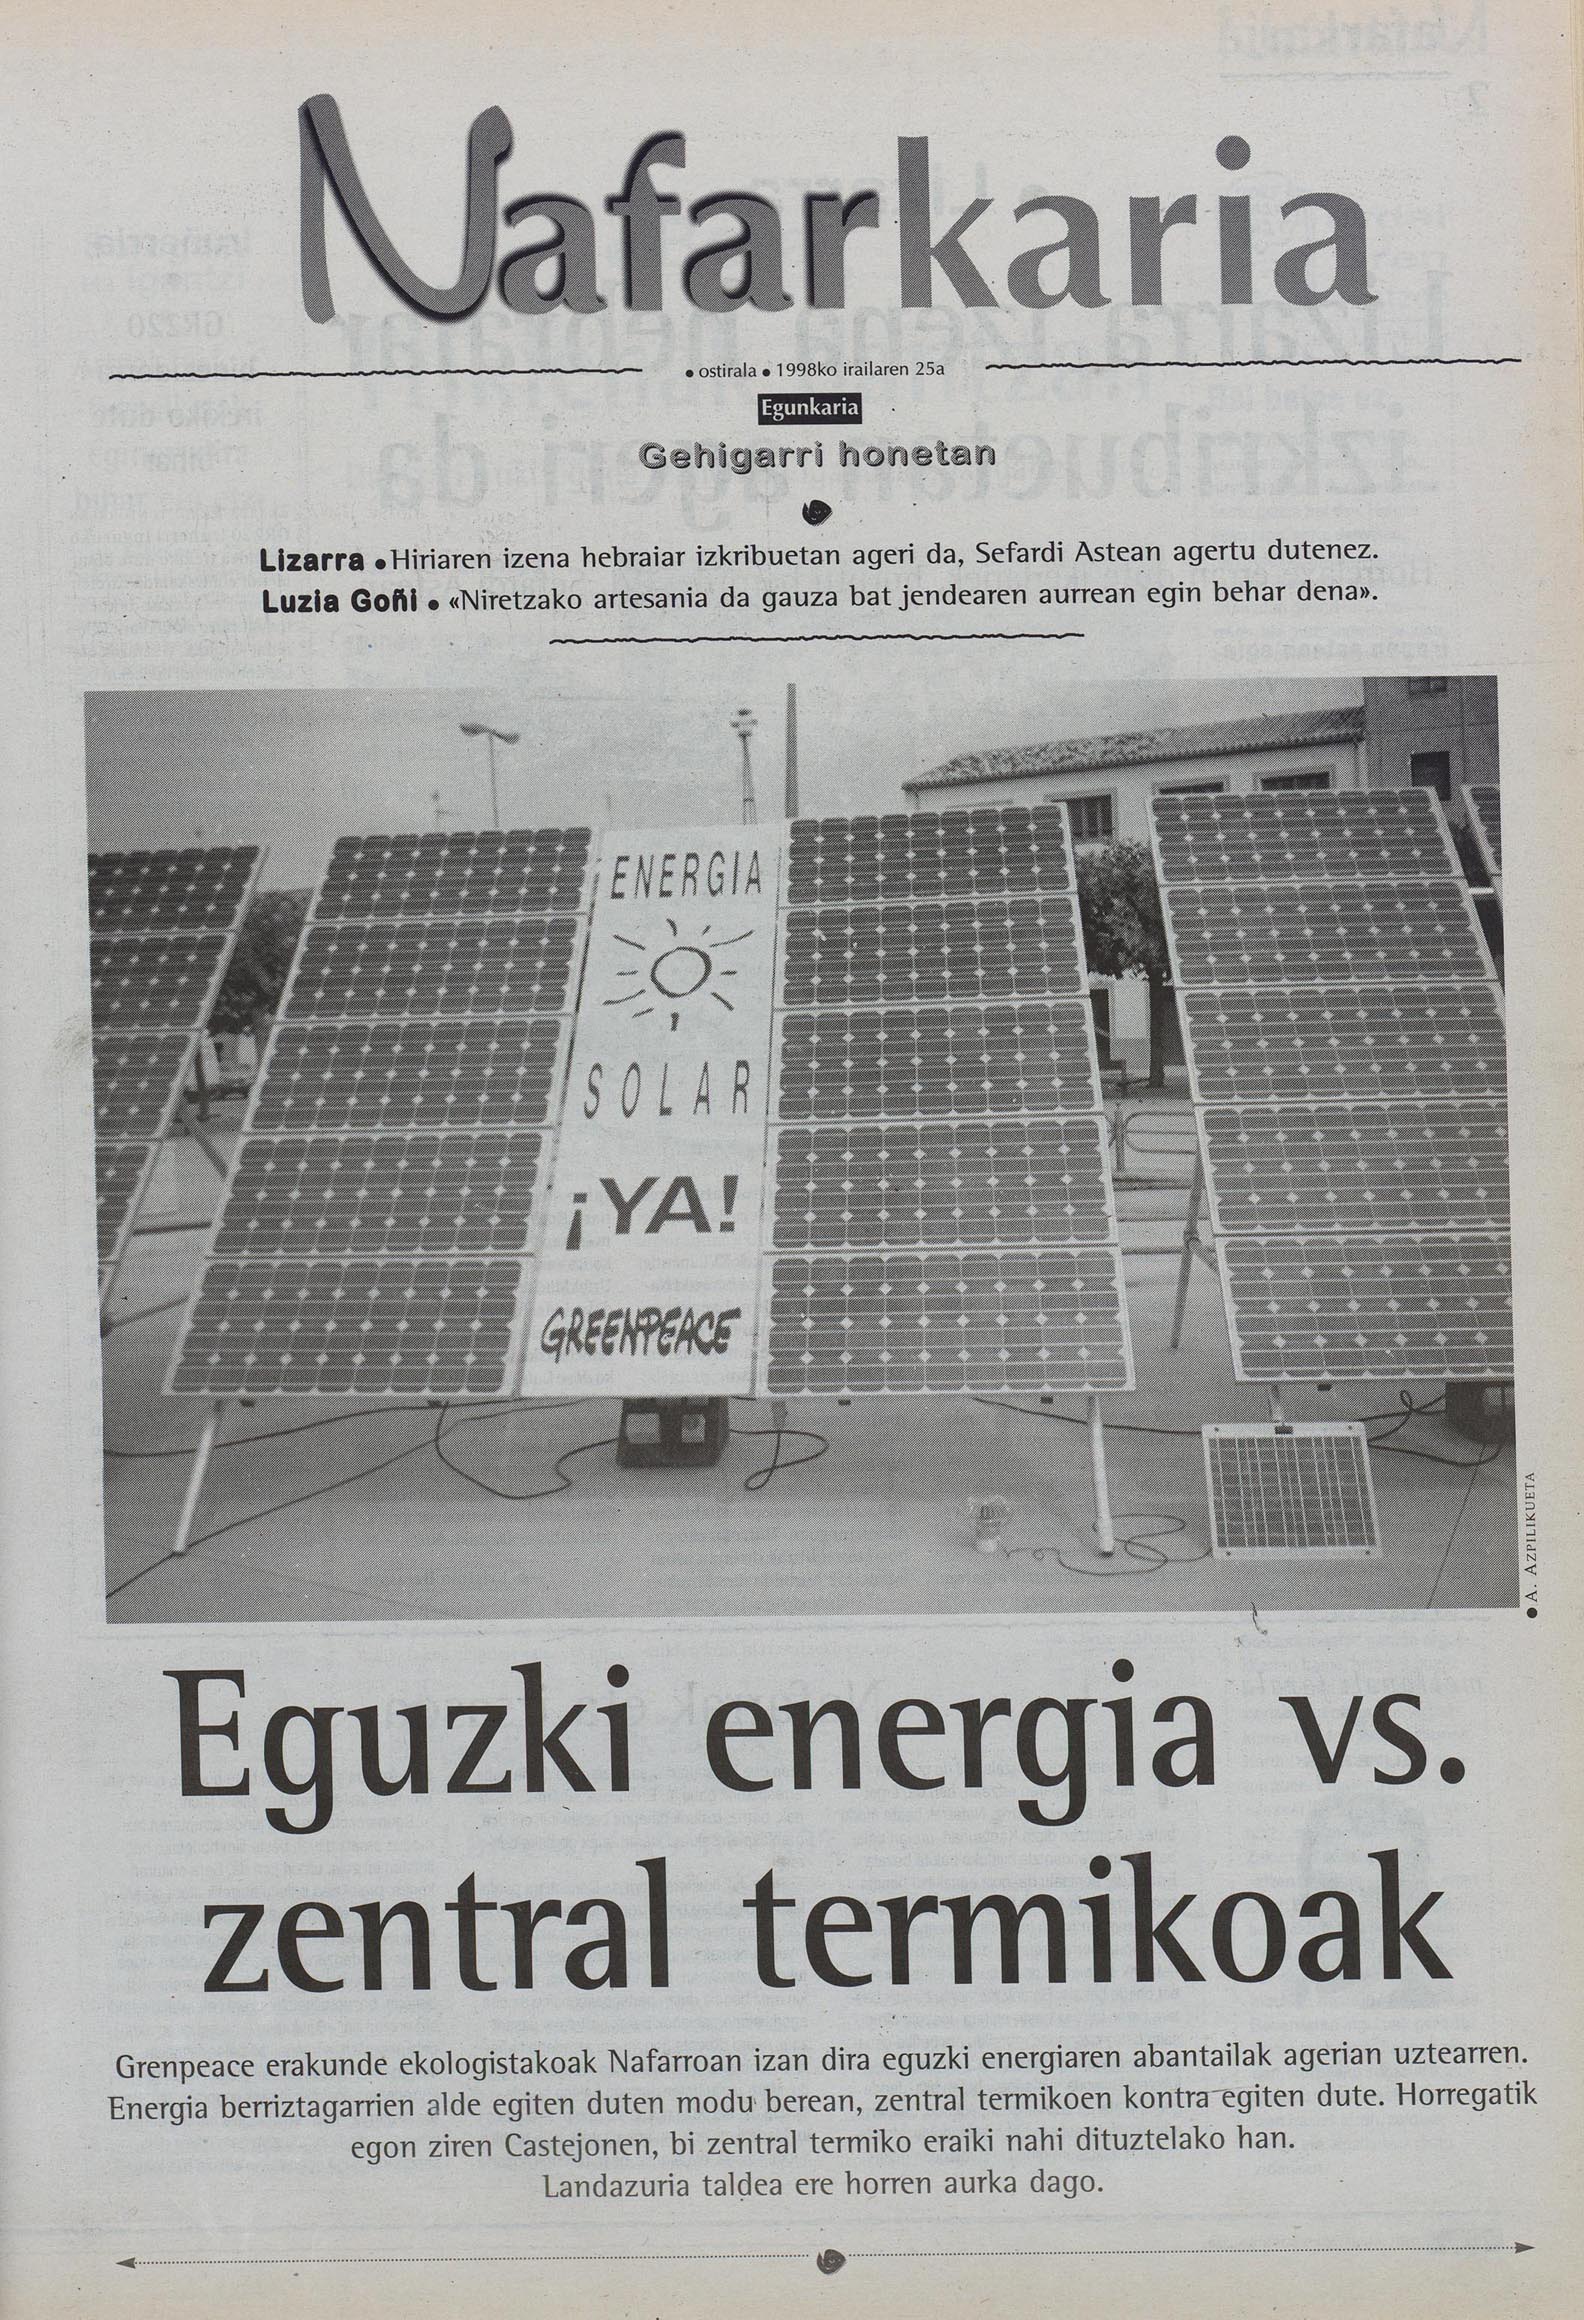 Nafarkaria
• ostirala • 1998ko irailaren 25a
Egunkaria
Gehigarri honetan
Lizarra • Hiriaren izena hebraiar izkribuetan ageri da, Sefardi Astean agertu dutenez.
Luzia Goñi • «Niretzako artesania da gauza bat jendearen aurrean egin behar dena».
ENERGIA
SOLAR
¡YA!
GREENPEACE
• A. AZPILIKUETA
Eguzki energia vs.
zentral termikoak
Grenpeace erakunde ekologistakoak Nafarroan izan dira eguzki energiaren abantailak agerian uztearren.
Energia berriztagarrien alde egiten duten modu berean, zentral termikoen kontra egiten dute. Horregatik
egon ziren Castejonen, bi zentral termiko eraiki nahi dituztelako han.
Landazuria taldea ere horren aurka dago.